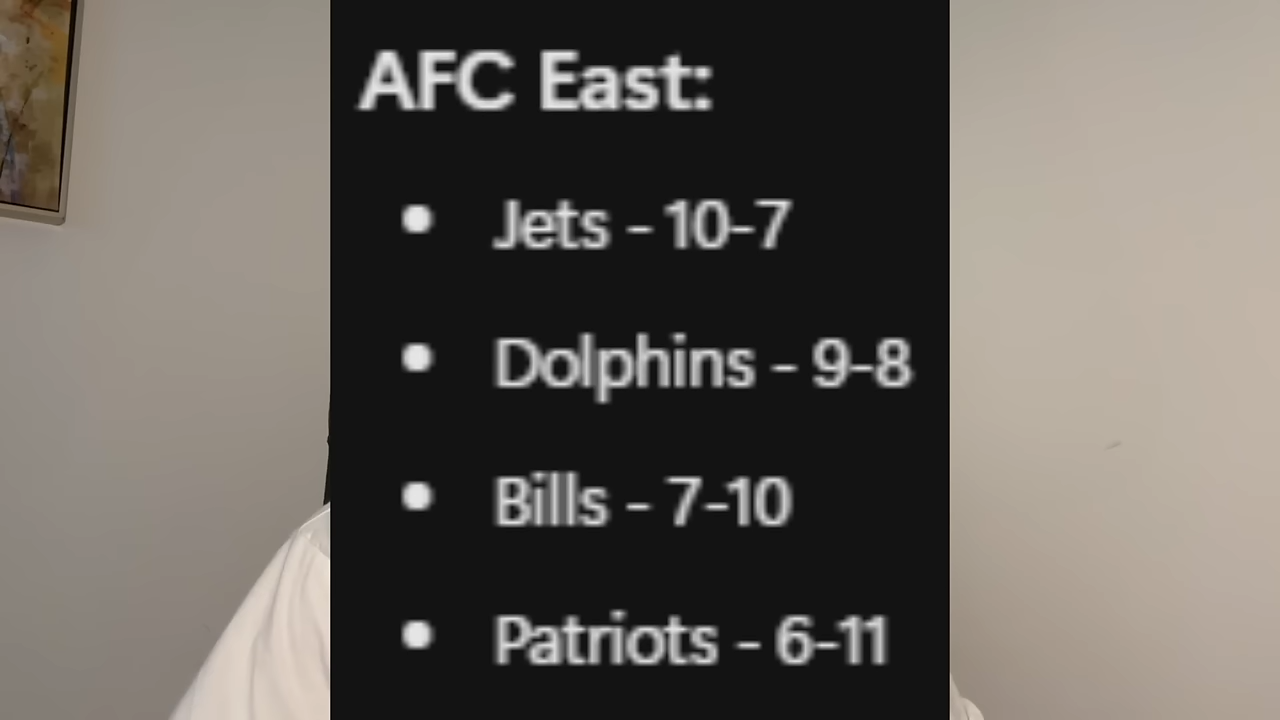 AFC East:
• Jets - 10-7
• Dolphins - 9-8
• Bills - 7-10
• Patriots - 6-11